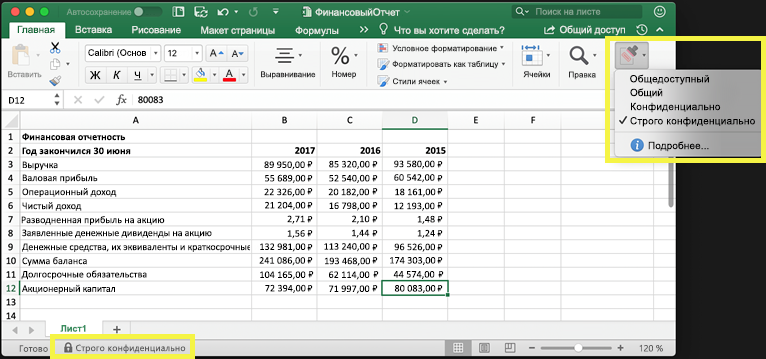 Автосохранение
ФинансовыйОтчет
Поиск на листе
Главная Вставка Рисование Макет страницы Формулы >> Что вы хотите сделать? Общий доступ
Вставить
Calibri (Основ 12
Ж К Ч
Выравнивание
% Номер
Условное форматирование
Форматировать как таблицу
Стили ячеек
Ячейки
Правка
Общедоступный
Общий
Конфиденциально
✓ Строго конфиденциально
Подробнее...
D12 fx 80083
A B C D E F
1 Финансовая отчетность
2 Год закончился 30 июня 2017 2016 2015
3 Выручка 89 950,00 ₽ 85 320,00 ₽ 93 580,00 ₽
4 Валовая прибыль 55 689,00 ₽ 52 540,00 ₽ 60 542,00 ₽
5 Операционный доход 22 326,00 ₽ 20 182,00 ₽ 18 161,00 ₽
6 Чистый доход 21 204,00 ₽ 16 798,00 ₽ 12 193,00 ₽
7 Разводненная прибыль на акцию 2,71 ₽ 2,10 ₽ 1,48 ₽
8 Заявленные денежные дивиденды на акцию 1,56 ₽ 1,44 ₽ 1,24 ₽
9 Денежные средства, их эквиваленты и краткосрочные 132 981,00 ₽ 113 240,00 ₽ 96 526,00 ₽
10 Сумма баланса 241 086,00 ₽ 193 468,00 ₽ 174 303,00 ₽
11 Долгосрочные обязательства 104 165,00 ₽ 62 114,00 ₽ 44 574,00 ₽
12 Акционерный капитал 72 394,00 ₽ 71 997,00 ₽ 80 083,00 ₽
13
14
Лист1 +
Готово Строго конфиденциально 120 %